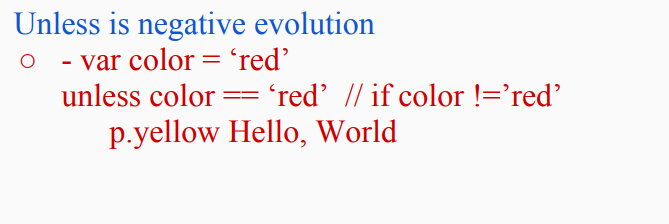 Unless is negative evolution
○ - var color = ‘red’
unless color == ‘red’ // if color !=’red’
p.yellow Hello, World